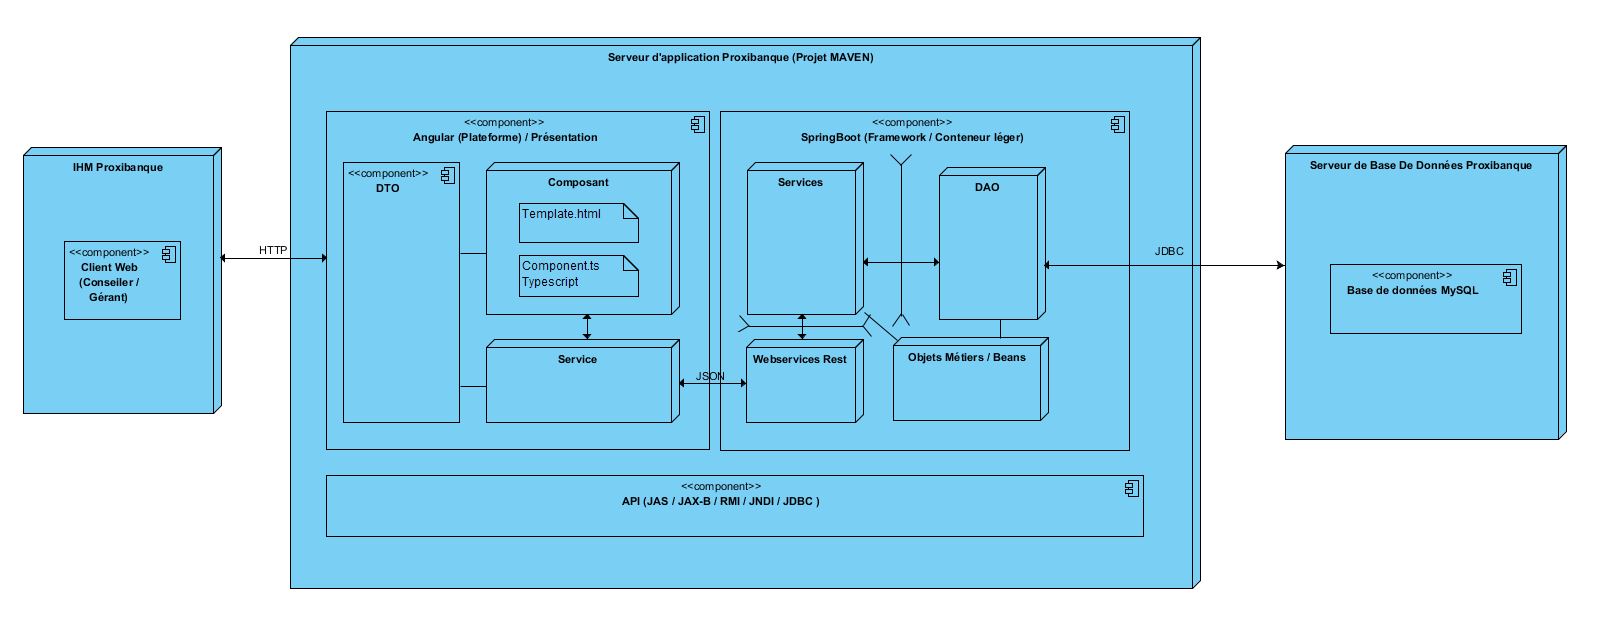 Serveur d'application Proxibanque (Projet MAVEN)
IHM Proxibanque
<<component>>
Client Web
(Conseiler /
Gérant)
HTTP
<<component>>
Angular (Plateforme) / Présentation
<<component>>
DTO
Composant
Template.html
Component.ts
Typescript
Service
JSON
<<component>>
SpringBoot (Framework / Conteneur léger)
Services
DAO
Webservices Rest
Objets Métiers / Beans
<<component>>
API (JAS / JAX-B / RMI / JNDI / JDBC )
JDBC
Serveur de Base De Données Proxibanque
<<component>>
Base de données MySQL